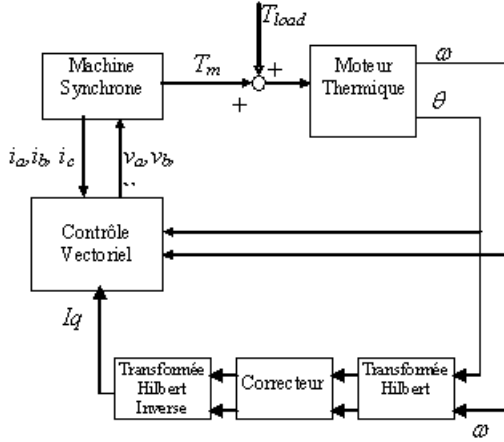 T_load
Machine
Synchrone
T_m
+
+
Moteur
Thermique
ω
θ
i_a, i_b, i_c
v_a, v_b,
Contrôle
Vectoriel
Iq
Transformée
Hilbert
Inverse
Correcteur
Transformée
Hilbert
ω